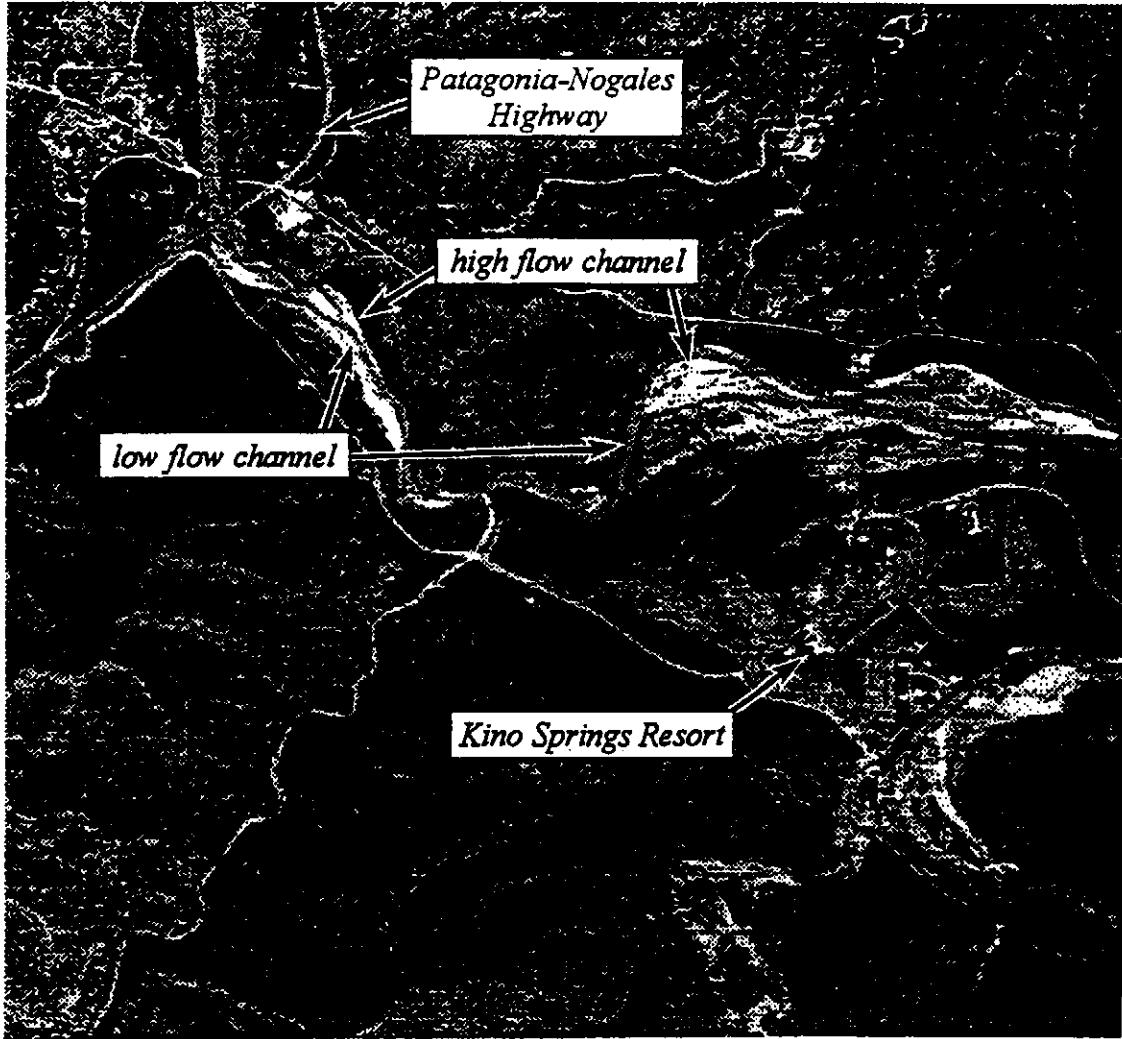 Patagonia-Nogales
Highway
high flow channel
low flow channel
Kino Springs Resort